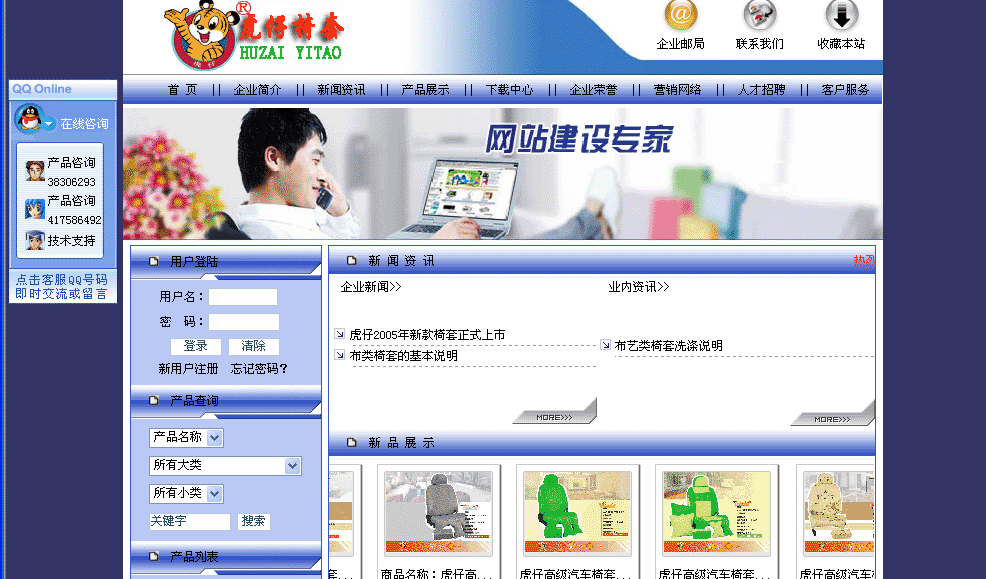 虎仔椅套®
HUZAI YITAO
虎仔
企业邮局 联系我们 收藏本站
首 页 || 企业简介 || 新闻资讯 || 产品展示 || 下载中心 || 企业荣誉 || 营销网络 || 人才招聘 || 客户服务
QQ Online
在线咨询
产品咨询
38306293
产品咨询
417586492
技术支持
点击客服QQ号码
即时交流或留言
网站建设专家
用户登陆
用户名：
密 码：
登录 清除
新用户注册 忘记密码?
产品查询
产品名称
所有大类
所有小类
关键字 搜索
产品列表
新 闻 资 讯
企业新闻>> 业内资讯>>
虎仔2005年新款椅套正式上市
布类椅套的基本说明
布艺类椅套洗涤说明
MORE>>> MORE>>>
新 品 展 示
套... 商品名称：虎仔高... 虎仔高级汽车椅套... 虎仔高级汽车椅套... 虎仔高级汽车椅